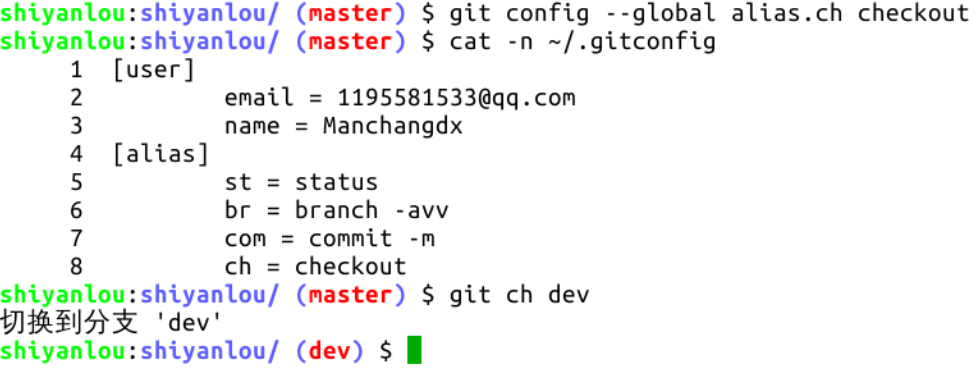 shiyanlou:shiyanlou/ (master) $ git config --global alias.ch checkout
shiyanlou:shiyanlou/ (master) $ cat -n ~/.gitconfig
1 [user]
2 email = 1195581533@qq.com
3 name = Manchangdx
4 [alias]
5 st = status
6 br = branch -avv
7 com = commit -m
8 ch = checkout
shiyanlou:shiyanlou/ (master) $ git ch dev
切换到分支 'dev'
shiyanlou:shiyanlou/ (dev) $